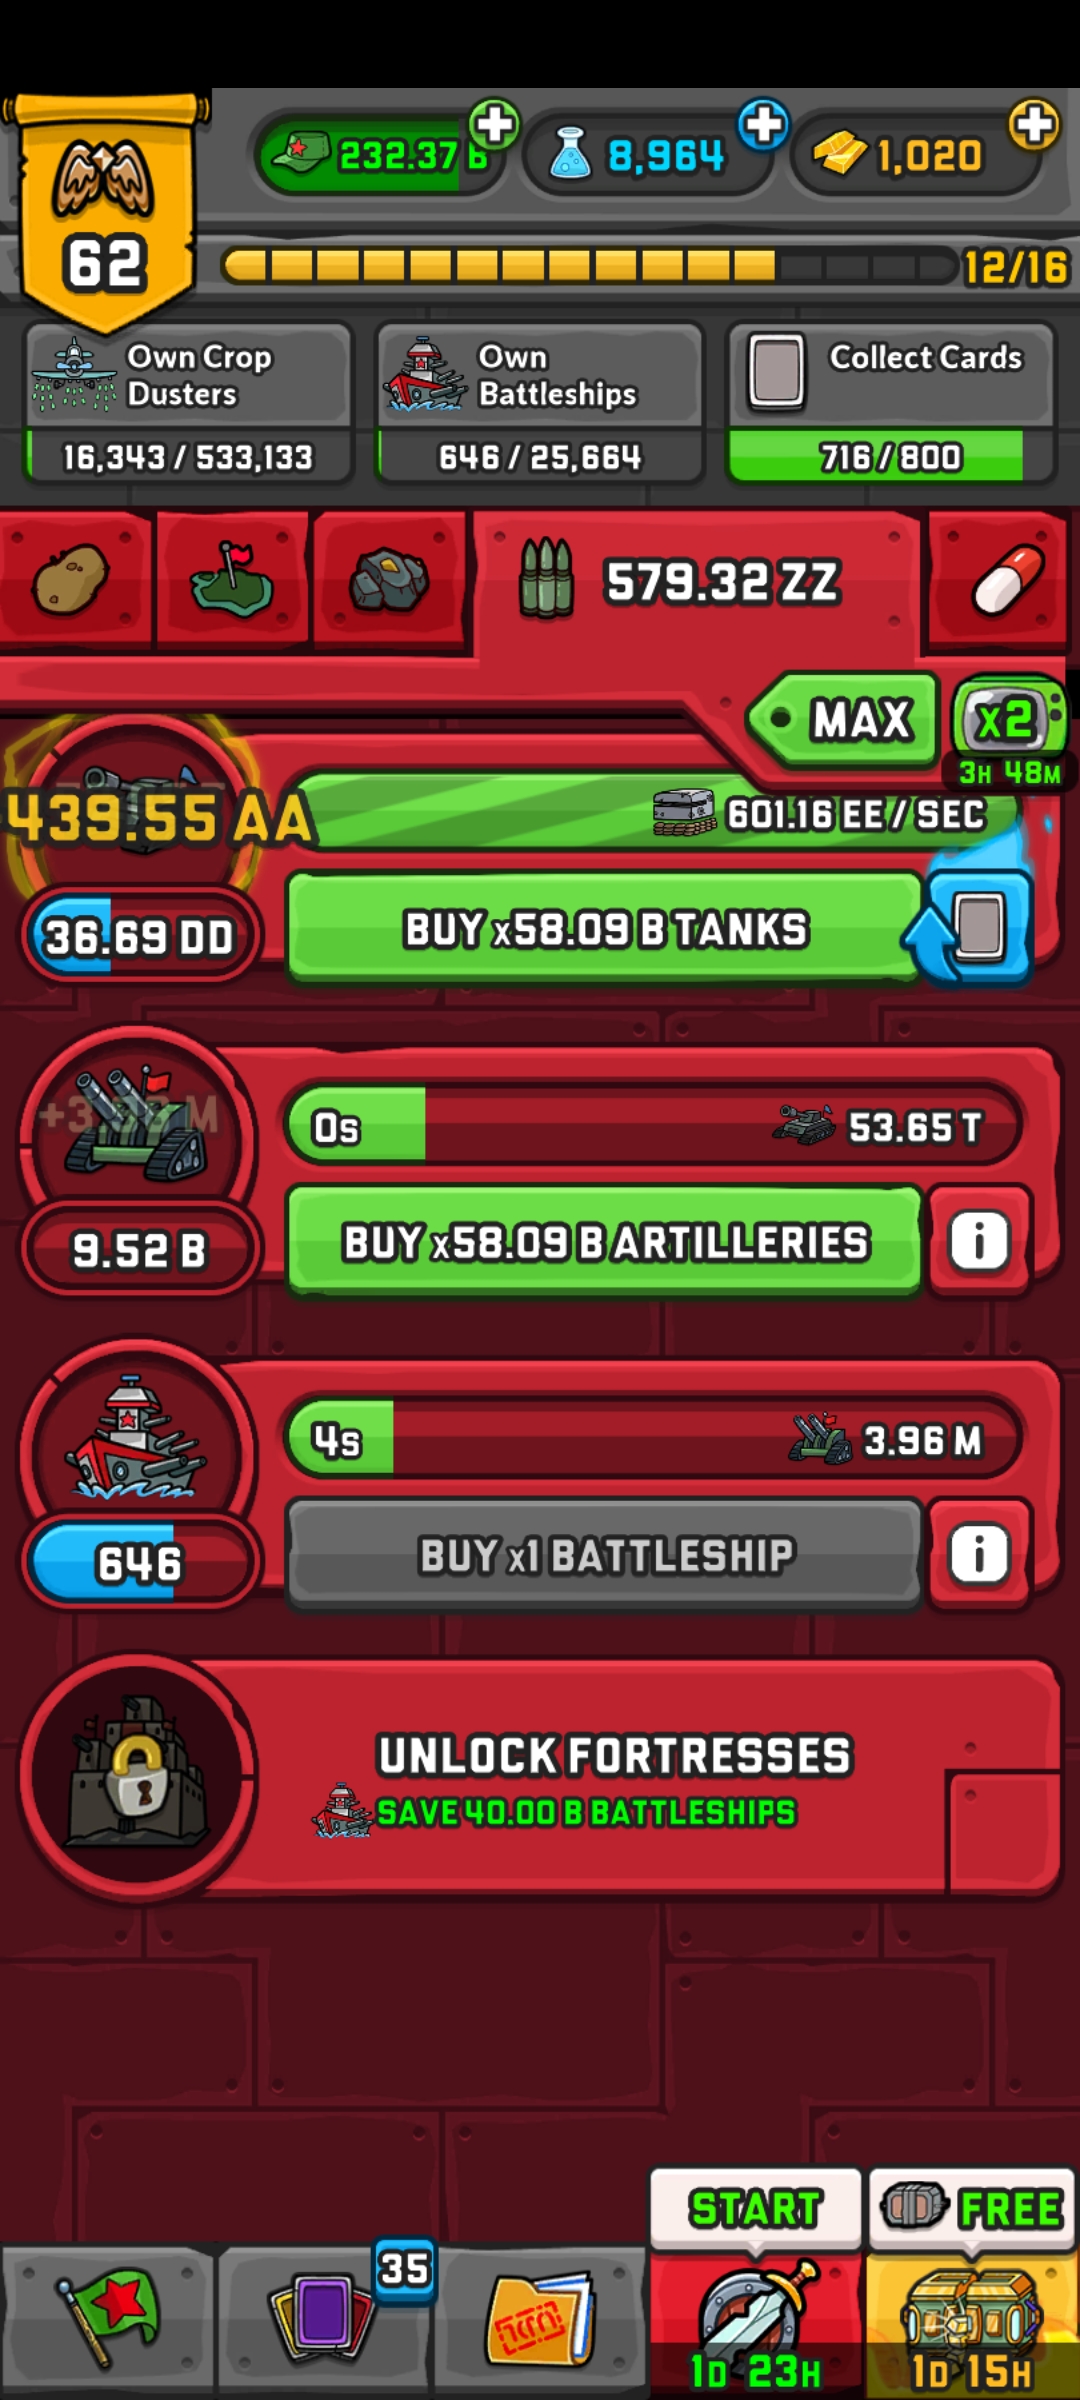 232.37 B
8,964
1,020
62
12/16
Own Crop
Dusters
16,343 / 533,133
Own
Battleships
646 / 25,664
Collect Cards
716 / 800
579.32 ZZ
MAX
x2
3H 48M
439.55 AA
601.16 EE / SEC
36.69 DD
BUY x58.09 B TANKS
0s
53.65 T
9.52 B
BUY x58.09 B ARTILLERIES
i
4s
3.96 M
646
BUY x1 BATTLESHIP
i
UNLOCK FORTRESSES
SAVE 40.00 B BATTLESHIPS
START
FREE
35
1D 23H
1D 15H